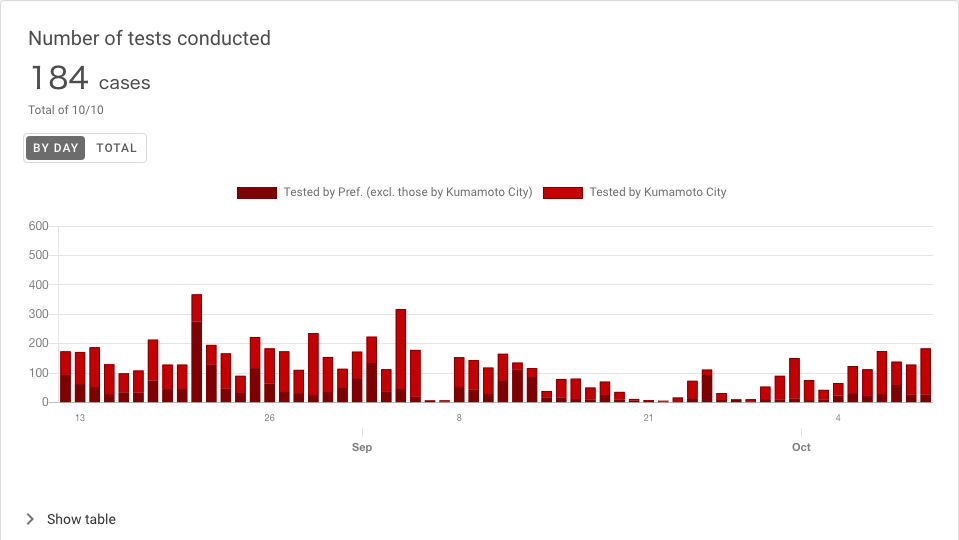 Number of tests conducted
184 cases
Total of 10/10
BY DAY TOTAL
Tested by Pref. (excl. those by Kumamoto City) Tested by Kumamoto City
600
500
400
300
200
100
0
13 26 8 21 4
Sep Oct
Show table